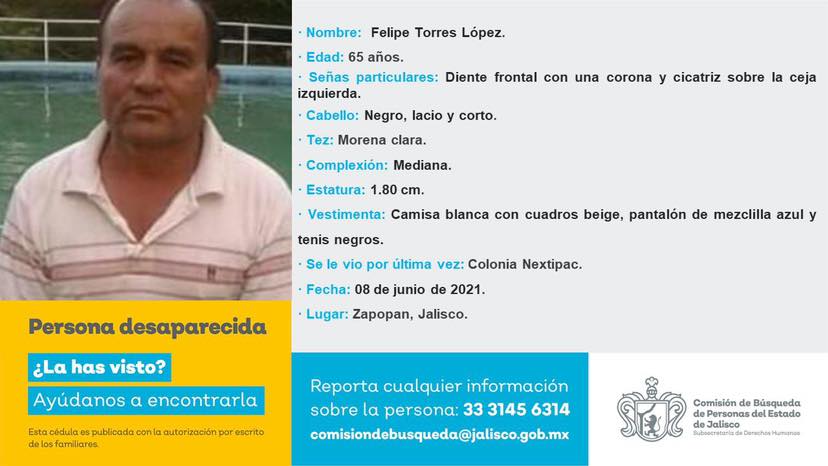 · Nombre: Felipe Torres López.
· Edad: 65 años.
· Señas particulares: Diente frontal con una corona y cicatriz sobre la ceja
izquierda.
· Cabello: Negro, lacio y corto.
· Tez: Morena clara.
· Complexión: Mediana.
· Estatura: 1.80 cm.
· Vestimenta: Camisa blanca con cuadros beige, pantalón de mezclilla azul y
tenis negros.
· Se le vio por última vez: Colonia Nextipac.
· Fecha: 08 de junio de 2021.
· Lugar: Zapopan, Jalisco.
Persona desaparecida
¿La has visto?
Ayúdanos a encontrarla
Esta cédula es publicada con la autorización por escrito
de los familiares.
Reporta cualquier información
sobre la persona: 33 3145 6314
comisiondebusqueda@jalisco.gob.mx
Comisión de Búsqueda
de Personas del Estado
de Jalisco
Subsecretaría de Derechos Humanos